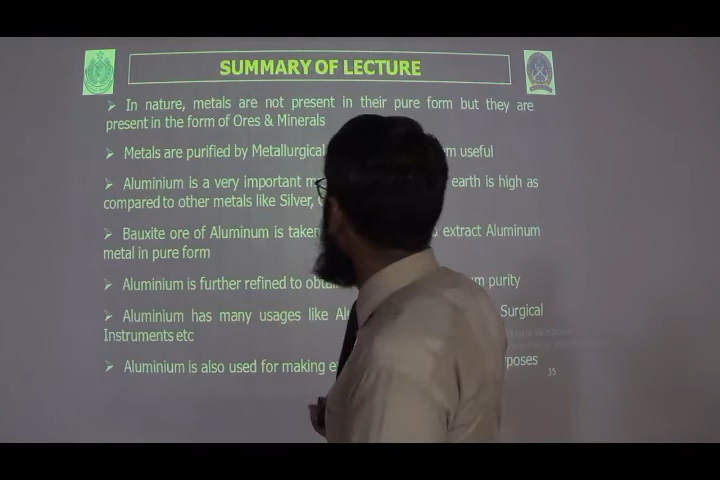 SUMMARY OF LECTURE
In nature, metals are not present in their pure form but they are
present in the form of Ores & Minerals
Metals are purified by Metallurgical useful
Aluminium is a very important earth is high as
compared to other metals like Silver,
Bauxite ore of Aluminum is taken extract Aluminum
metal in pure form
Aluminium is further refined to purity
Aluminium has many usages like Surgical
Instruments etc
Aluminium is also used for making
35